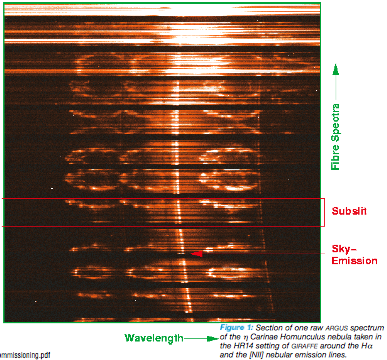 Fibre Spectra
Subslit
Sky–
Emission
Wavelength
Figure 1: Section of one raw ARGUS spectrum
of the η Carinae Homunculus nebula taken in
the HR14 setting of GIRAFFE around the Hα
and the [NII] nebular emission lines.
mmissioning.pdf